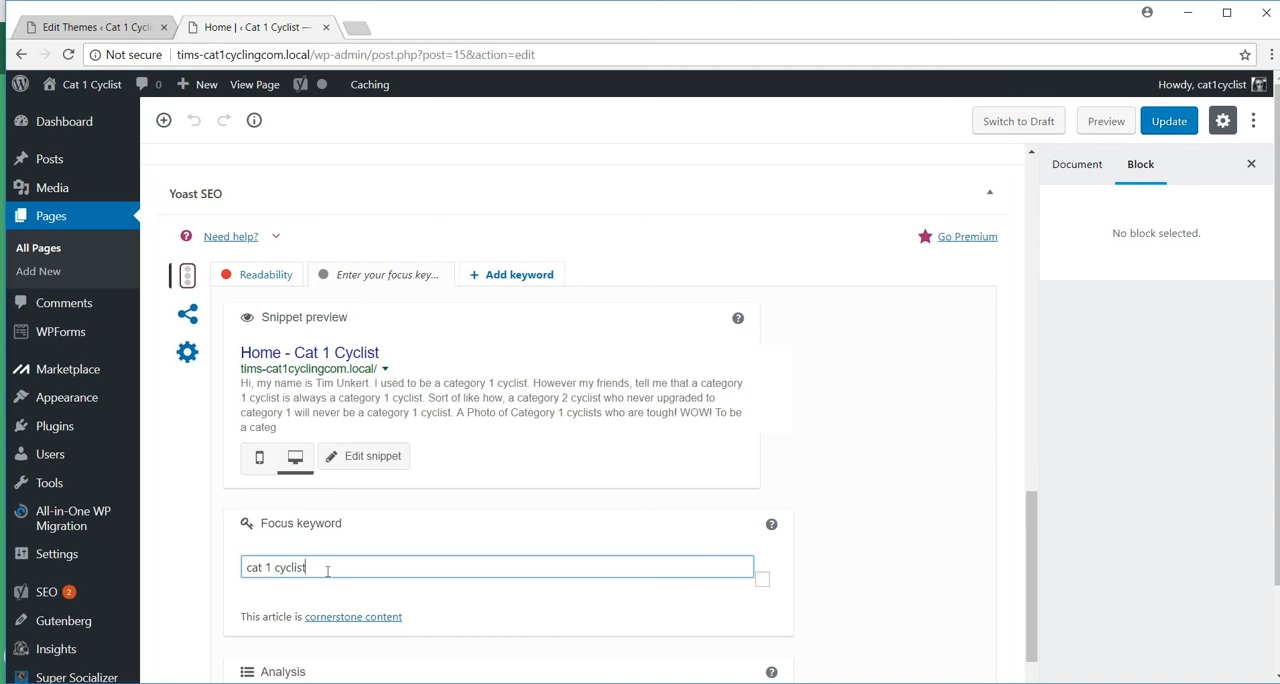 Edit Themes ‹ Cat 1 Cycli
Home | ‹ Cat 1 Cyclist —
Not secure | tims-cat1cyclingcom.local/wp-admin/post.php?post=15&action=edit
Cat 1 Cyclist
0
New
View Page
Caching
Howdy, cat1cyclist
Dashboard
Posts
Media
Pages
All Pages
Add New
Comments
WPForms
Marketplace
Appearance
Plugins
Users
Tools
All-in-One WP
Migration
Settings
SEO 2
Gutenberg
Insights
Super Socializer
Switch to Draft
Preview
Update
Document
Block
No block selected.
Yoast SEO
Need help?
Go Premium
Readability
Enter your focus key...
+ Add keyword
Snippet preview
Home - Cat 1 Cyclist
tims-cat1cyclingcom.local/
Hi, my name is Tim Unkert. I used to be a category 1 cyclist. However my friends, tell me that a category
1 cyclist is always a category 1 cyclist. Sort of like how, a category 2 cyclist who never upgraded to
category 1 will never be a category 1 cyclist. A Photo of Category 1 cyclists who are tough! WOW! To be
a categ
Edit snippet
Focus keyword
cat 1 cyclist
This article is cornerstone content
Analysis